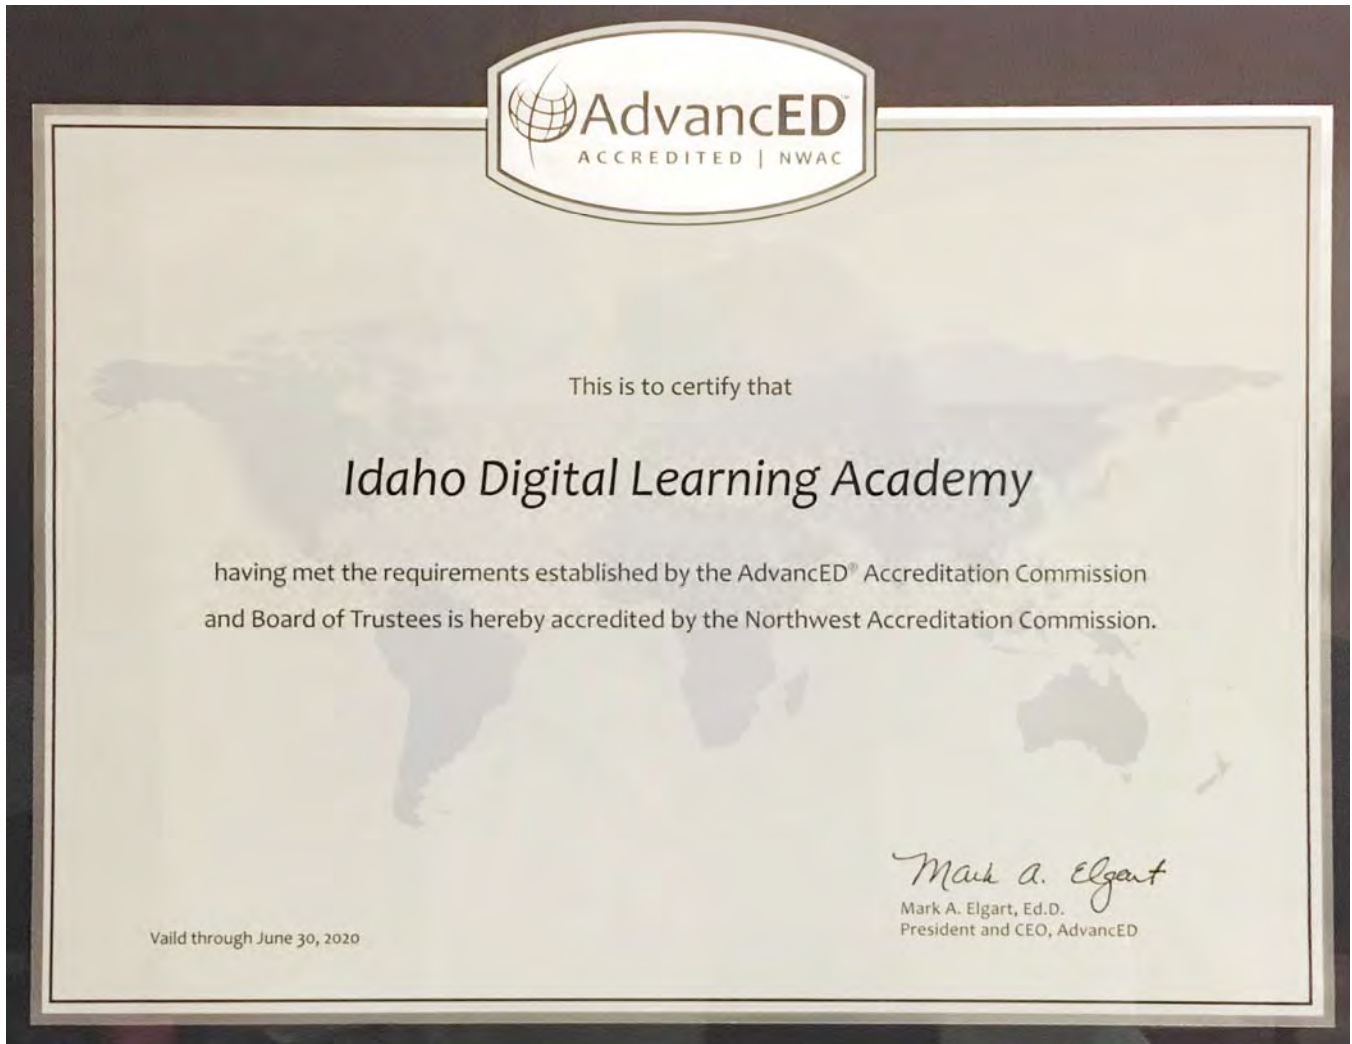 AdvancED™
ACCREDITED | NWAC
This is to certify that
Idaho Digital Learning Academy
having met the requirements established by the AdvancED® Accreditation Commission
and Board of Trustees is hereby accredited by the Northwest Accreditation Commission.
Mark A. Elgart
Mark A. Elgart, Ed.D.
President and CEO, AdvancED
Vaild through June 30, 2020